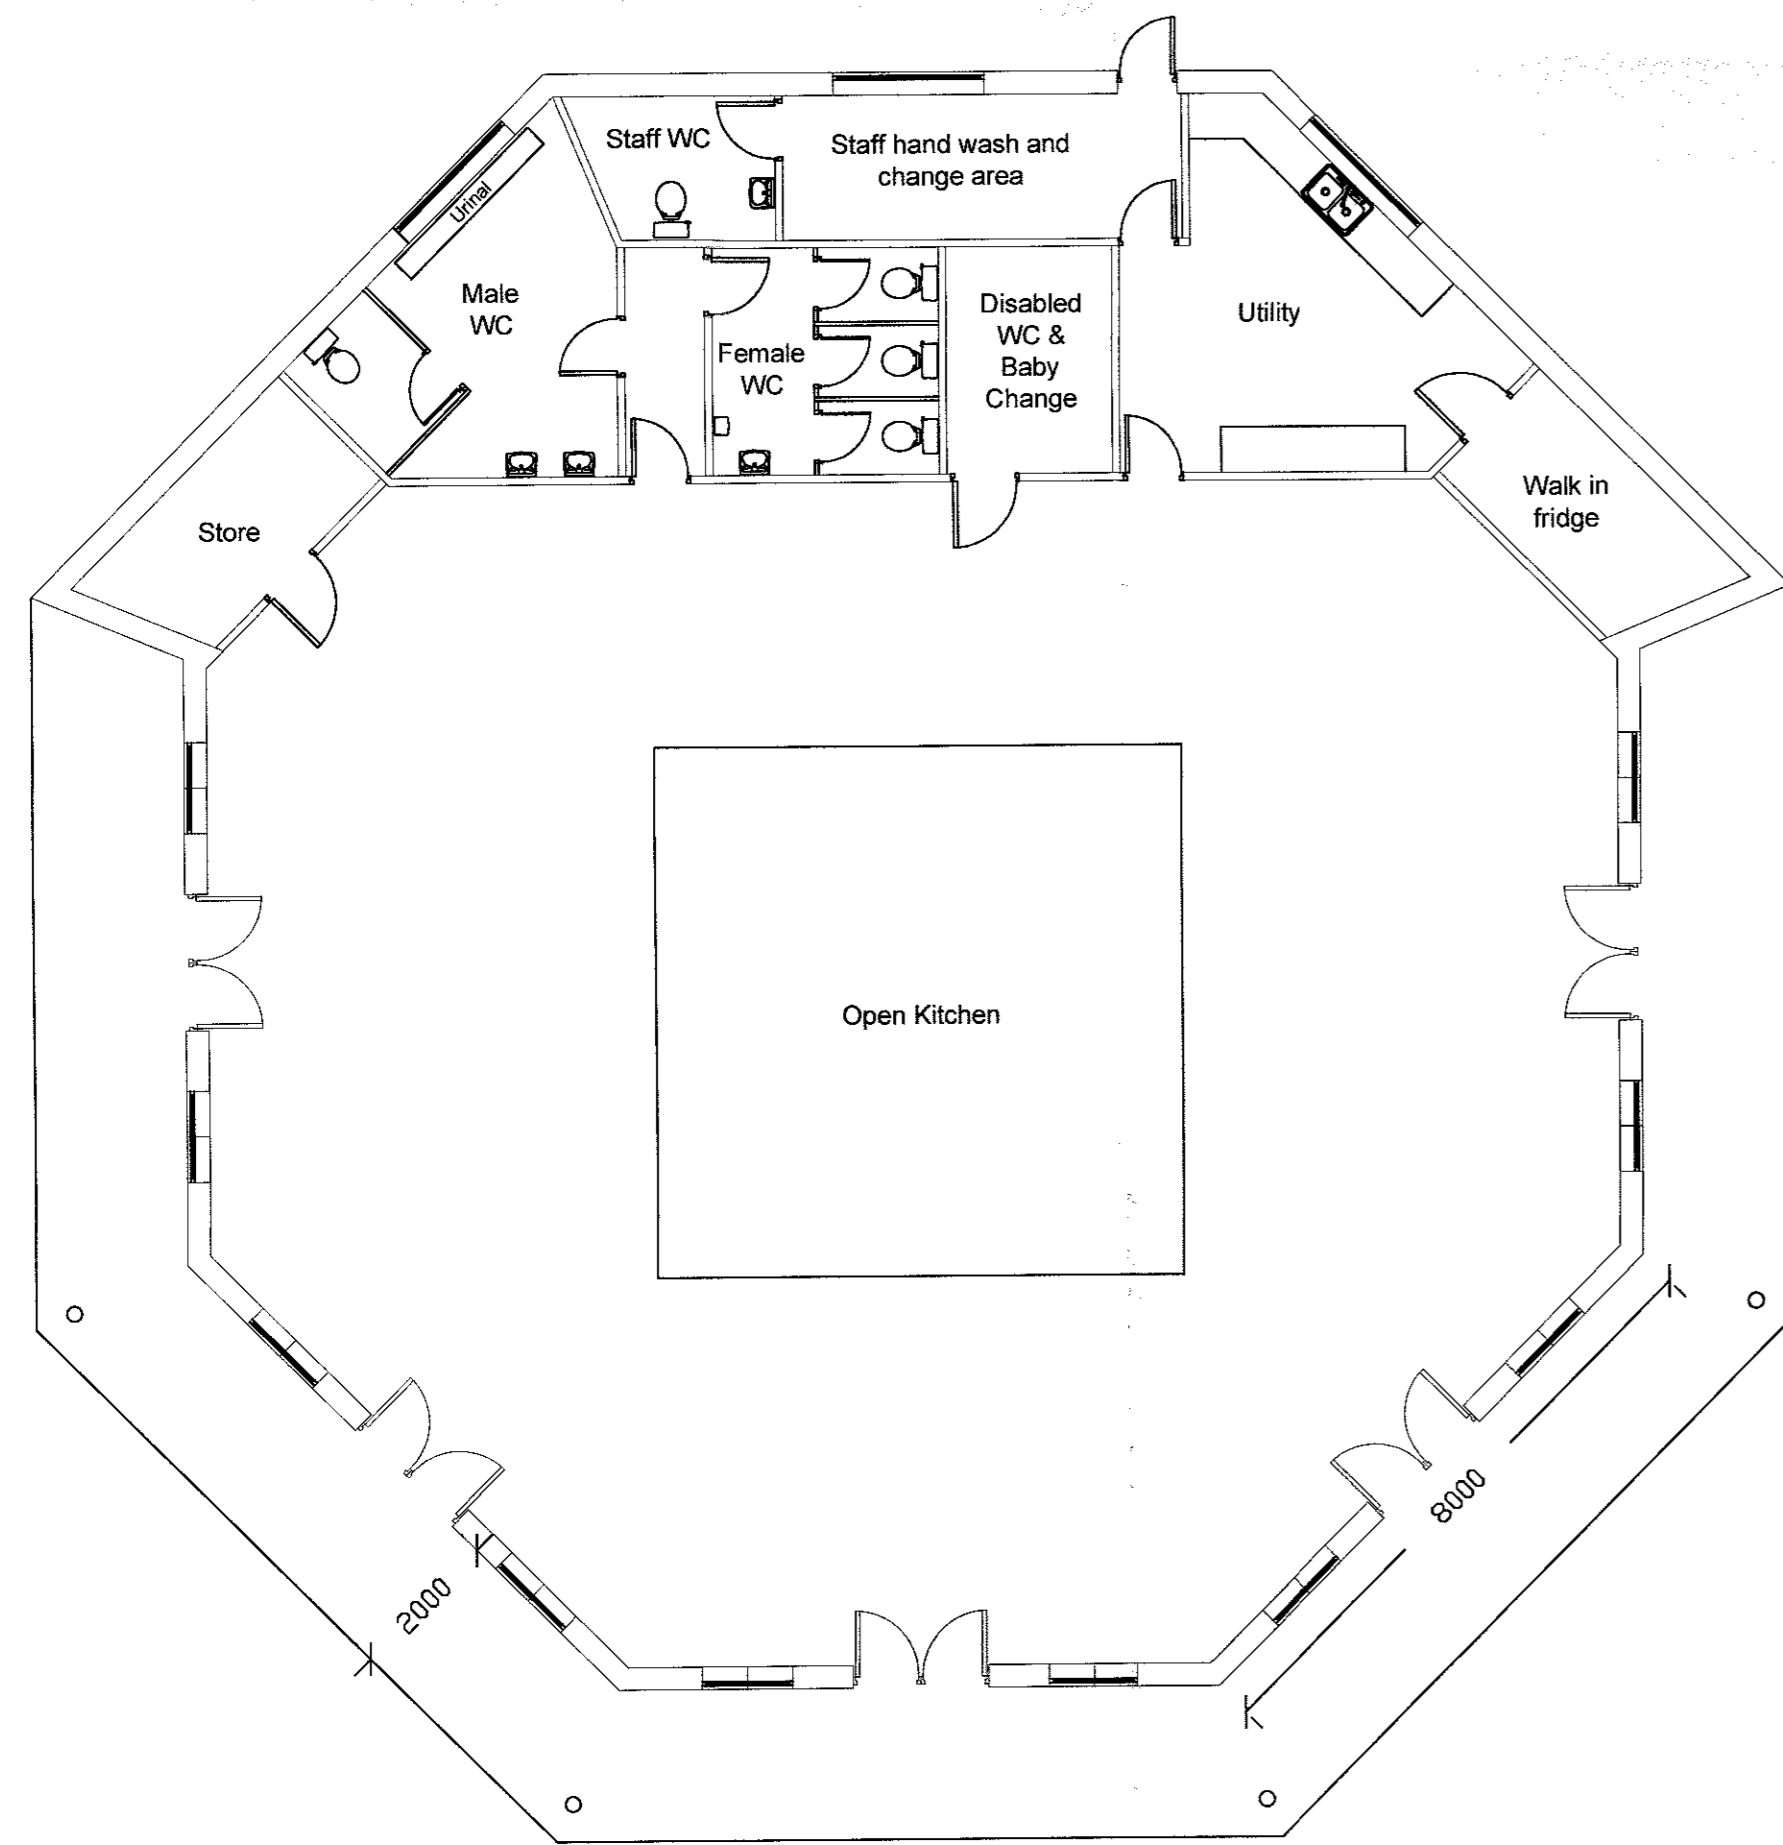 Staff WC
Staff hand wash and
change area
Urinal
Male
WC
Female
WC
Disabled
WC &
Baby
Change
Utility
Store
Walk in
fridge
Open Kitchen
8000
2000